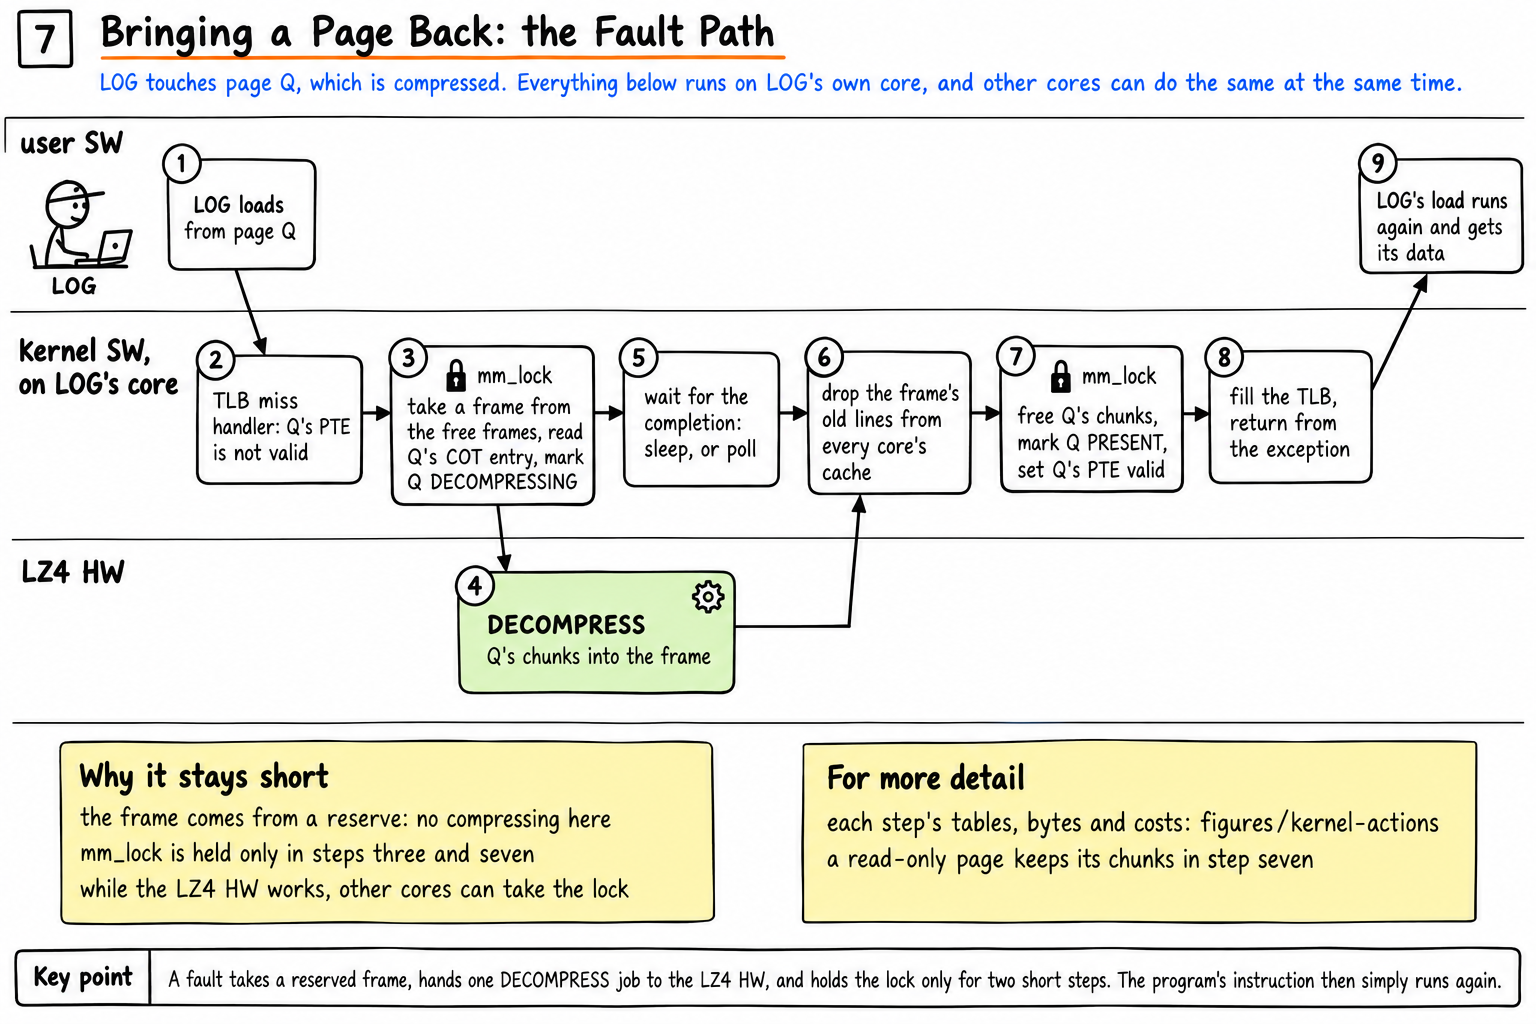 7
Bringing a Page Back: the Fault Path
LOG touches page Q, which is compressed. Everything below runs on LOG's own core, and other cores can do the same at the same time.
user SW
LOG
1
LOG loads
from page Q
9
LOG's load runs
again and gets
its data
Kernel SW,
on LOG's core
2
TLB miss
handler: Q's PTE
is not valid
3
mm_lock
take a frame from
the free frames, read
Q's COT entry, mark
Q DECOMPRESSING
5
wait for the
completion:
sleep, or poll
6
drop the frame's
old lines from
every core's
cache
7
mm_lock
free Q's chunks,
mark Q PRESENT,
set Q's PTE valid
8
fill the TLB,
return from
the exception
LZ4 HW
4
DECOMPRESS
Q's chunks into the frame
Why it stays short
the frame comes from a reserve: no compressing here
mm_lock is held only in steps three and seven
while the LZ4 HW works, other cores can take the lock
For more detail
each step's tables, bytes and costs: figures/kernel-actions
a read-only page keeps its chunks in step seven
Key point
A fault takes a reserved frame, hands one DECOMPRESS job to the LZ4 HW, and holds the lock only for two short steps. The program's instruction then simply runs again.